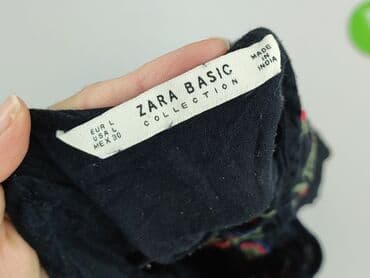 EUR L
USA L
MEX 30
ZARA BASIC
COLLECTION
MADE
IN
INDIA